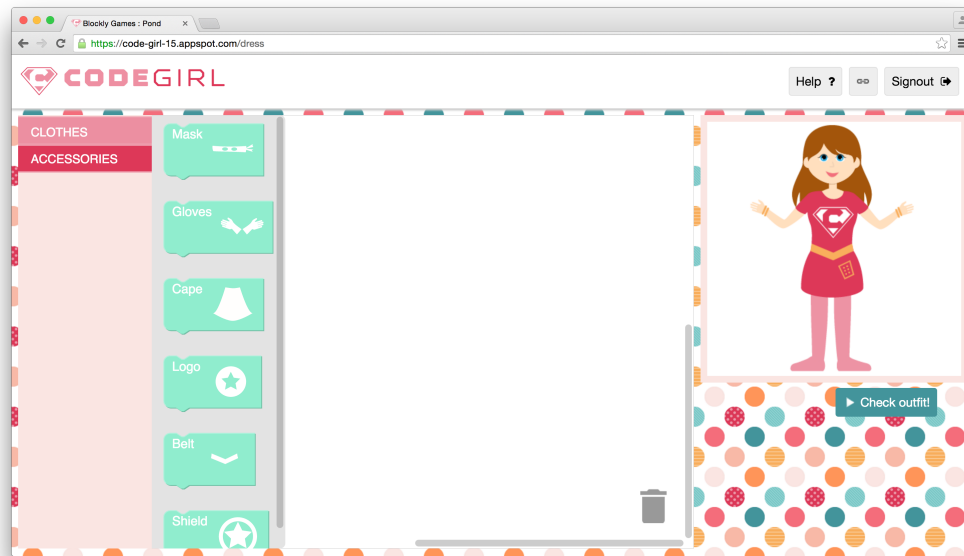 Blockly Games : Pond
https://code-girl-15.appspot.com/dress
C CODEGIRL
Help ?
Signout
CLOTHES
ACCESSORIES
Mask
Gloves
Cape
Logo
Belt
Shield
C
Check outfit!